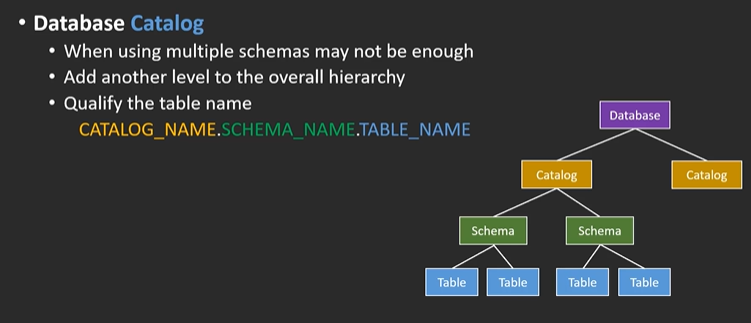 • Database Catalog
• When using multiple schemas may not be enough
• Add another level to the overall hierarchy
• Qualify the table name
CATALOG_NAME.SCHEMA_NAME.TABLE_NAME
Database
Catalog
Catalog
Schema
Schema
Table
Table
Table
Table